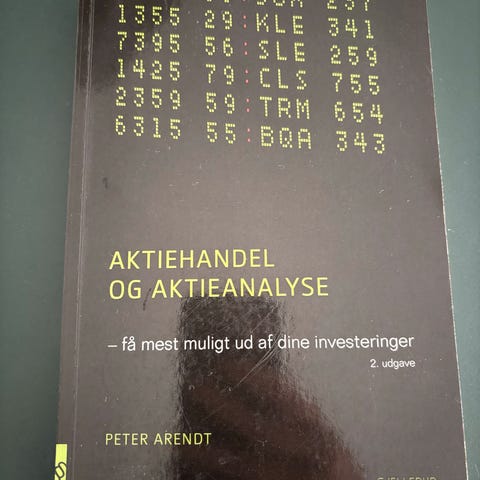 1355 29:KLE 341
7395 56:SLE 259
1425 79:CLS 755
2359 59:TRM 654
6315 55:BQA 343
AKTIEHANDEL
OG AKTIEANALYSE
– få mest muligt ud af dine investeringer
2. udgave
PETER ARENDT